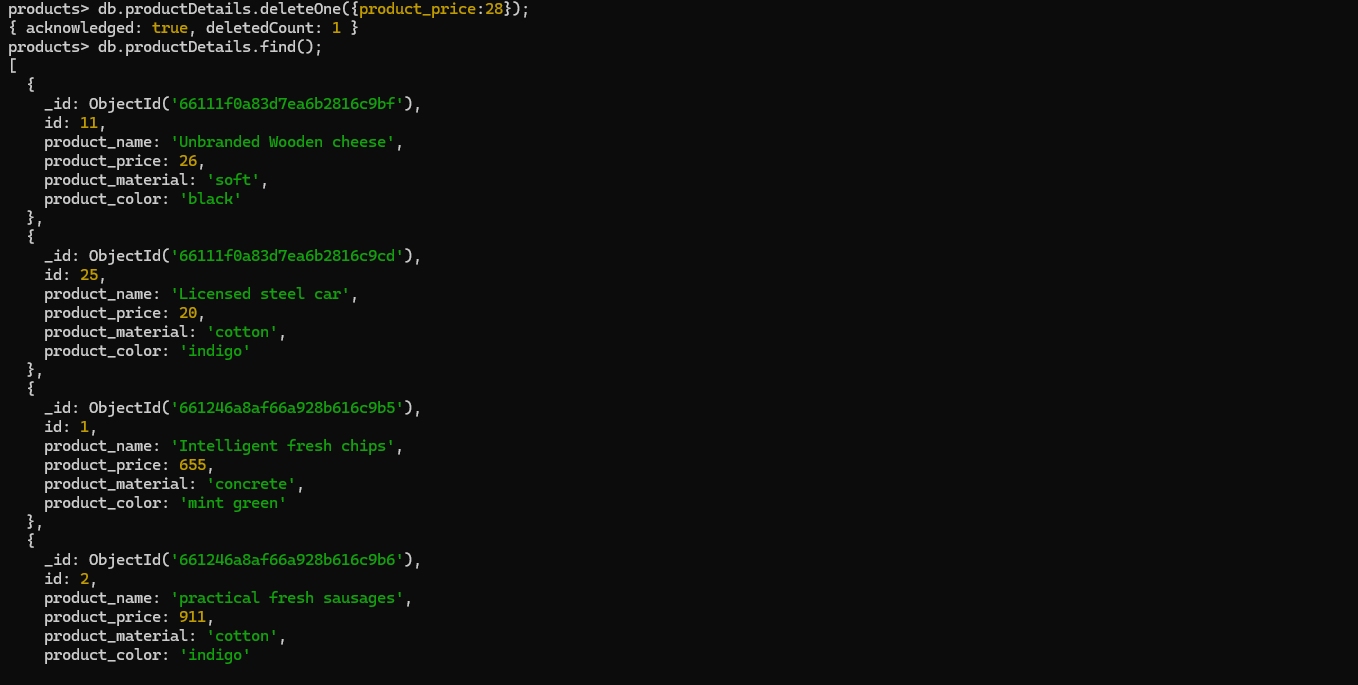 products> db.productDetails.deleteOne({product_price:28});
{ acknowledged: true, deletedCount: 1 }
products> db.productDetails.find();
[
  {
    _id: ObjectId('66111f0a83d7ea6b2816c9bf'),
    id: 11,
    product_name: 'Unbranded Wooden cheese',
    product_price: 26,
    product_material: 'soft',
    product_color: 'black'
  },
  {
    _id: ObjectId('66111f0a83d7ea6b2816c9cd'),
    id: 25,
    product_name: 'Licensed steel car',
    product_price: 20,
    product_material: 'cotton',
    product_color: 'indigo'
  },
  {
    _id: ObjectId('661246a8af66a928b616c9b5'),
    id: 1,
    product_name: 'Intelligent fresh chips',
    product_price: 655,
    product_material: 'concrete',
    product_color: 'mint green'
  },
  {
    _id: ObjectId('661246a8af66a928b616c9b6'),
    id: 2,
    product_name: 'practical fresh sausages',
    product_price: 911,
    product_material: 'cotton',
    product_color: 'indigo'